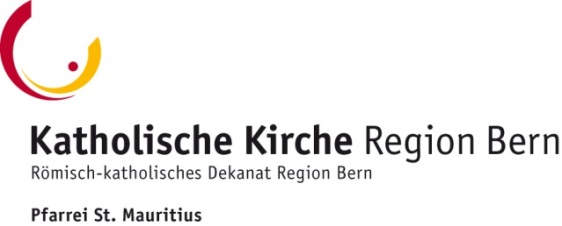 Katholische Kirche Region Bern
Römisch-katholisches Dekanat Region Bern
Pfarrei St. Mauritius